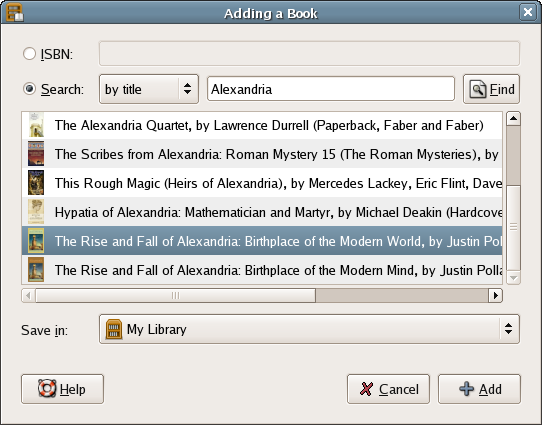 Adding a Book
ISBN:
Search: by title Alexandria Find
The Alexandria Quartet, by Lawrence Durrell (Paperback, Faber and Faber)
The Scribes from Alexandria: Roman Mystery 15 (The Roman Mysteries), by
This Rough Magic (Heirs of Alexandria), by Mercedes Lackey, Eric Flint, Dave
Hypatia of Alexandria: Mathematician and Martyr, by Michael Deakin (Hardcove
The Rise and Fall of Alexandria: Birthplace of the Modern World, by Justin Pol
The Rise and Fall of Alexandria: Birthplace of the Modern Mind, by Justin Polla
Save in: My Library
Help Cancel Add